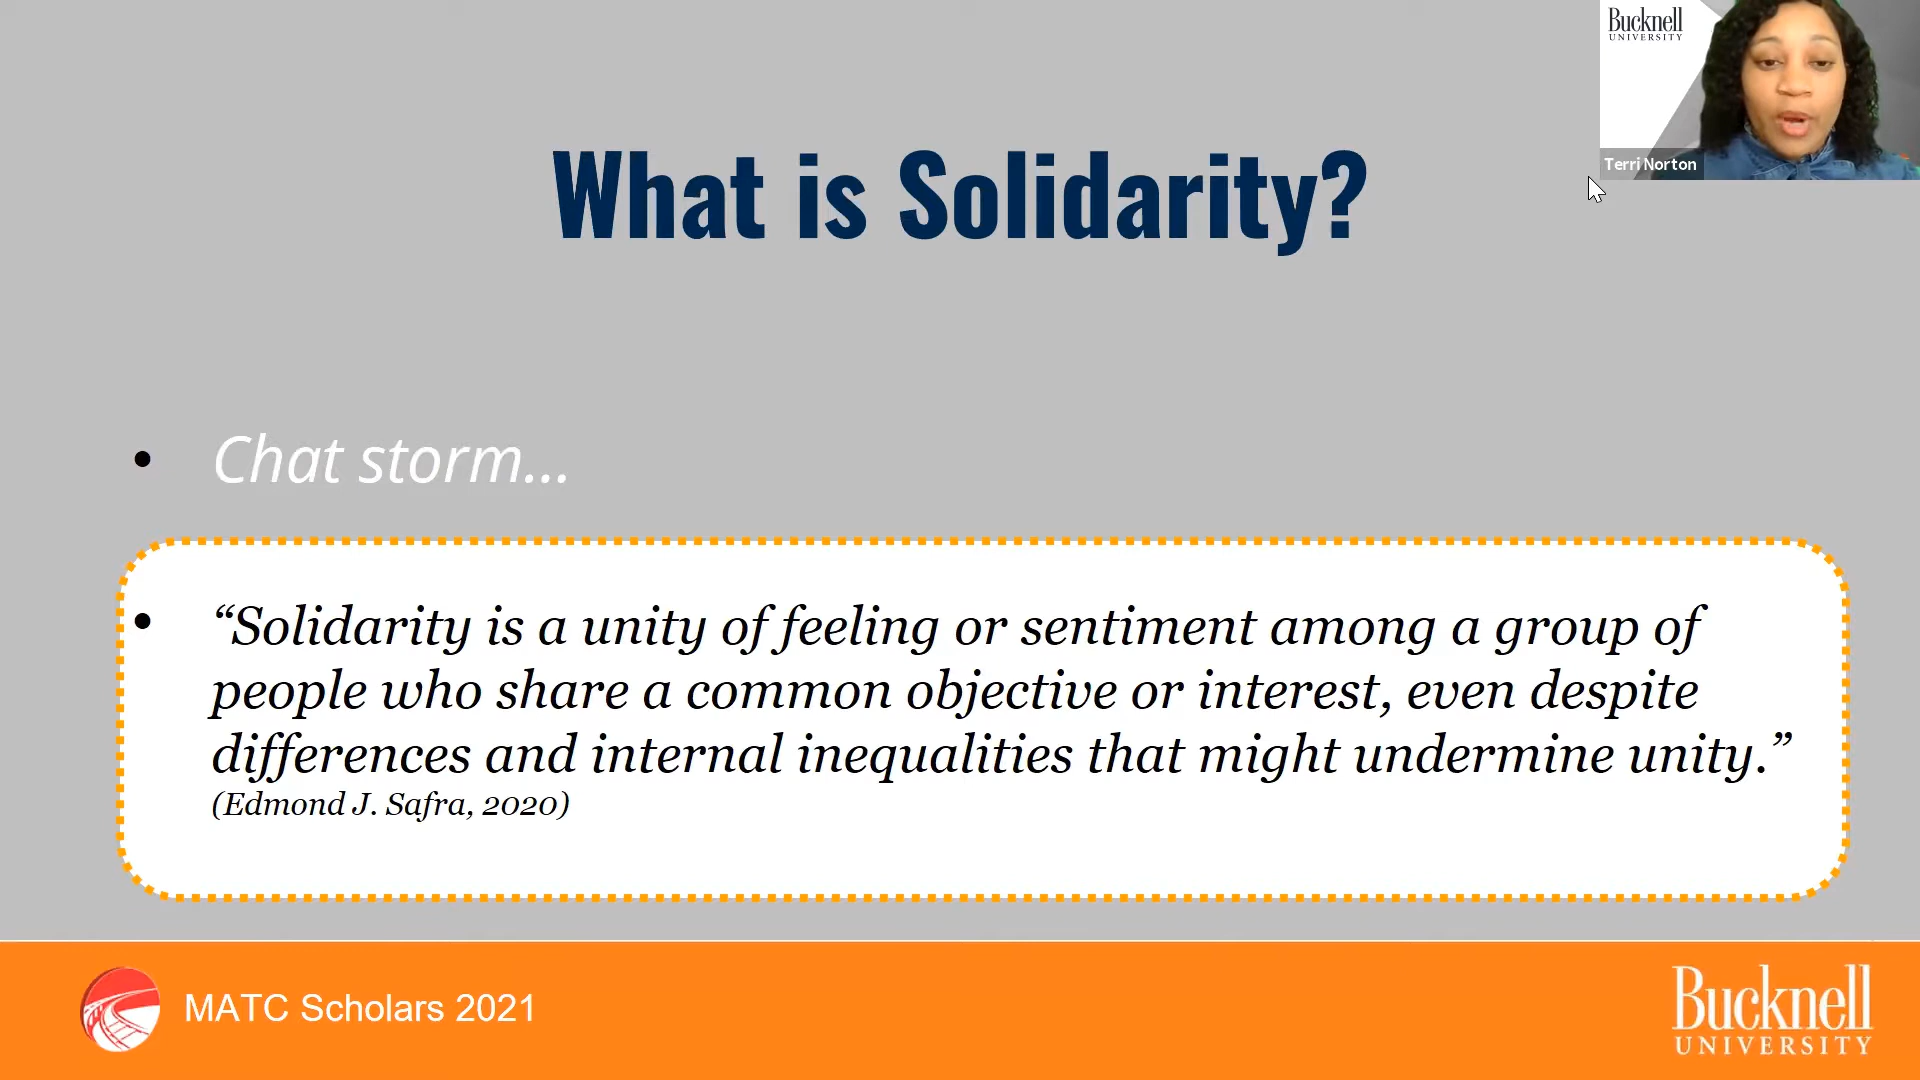 Bucknell
UNIVERSITY
Terri Norton
What is Solidarity?
• Chat storm...
• “Solidarity is a unity of feeling or sentiment among a group of
people who share a common objective or interest, even despite
differences and internal inequalities that might undermine unity.”
(Edmond J. Safra, 2020)
MATC Scholars 2021
Bucknell
UNIVERSITY